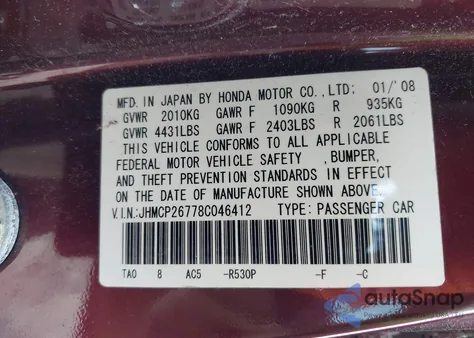 MFD. IN JAPAN BY HONDA MOTOR CO.,LTD: 01/'08
GVWR 2010KG GAWR F 1090KG R 935KG
GVWR 4431LBS GAWR F 2403LBS R 2061LBS
THIS VEHICLE CONFORMS TO ALL APPLICABLE
FEDERAL MOTOR VEHICLE SAFETY ,BUMPER,
AND THEFT PREVENTION STANDARDS IN EFFECT
ON THE DATE OF MANUFACTURE SHOWN ABOVE.
V.I.N.:JHMCP26778C046412 TYPE: PASSENGER CAR
TA0 8 AC5 -R530P -F -C
autoSnap